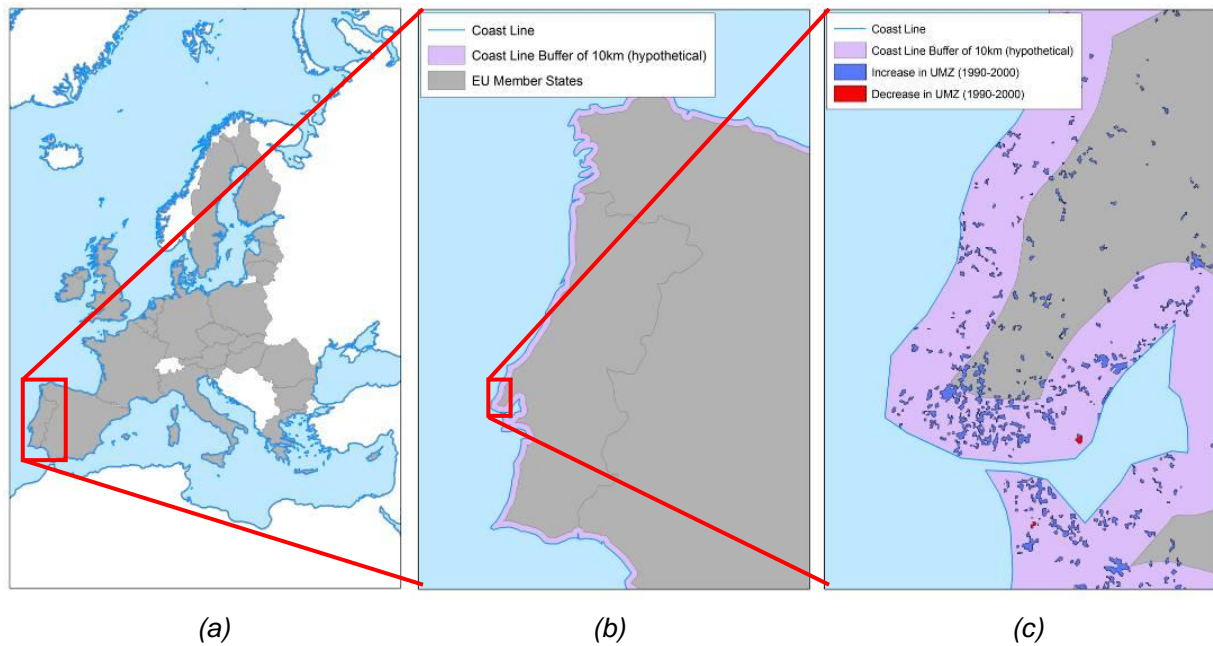 Coast Line
Coast Line Buffer of 10km (hypothetical)
EU Member States
Coast Line
Coast Line Buffer of 10km (hypothetical)
Increase in UMZ (1990-2000)
Decrease in UMZ (1990-2000)
(a)
(b)
(c)